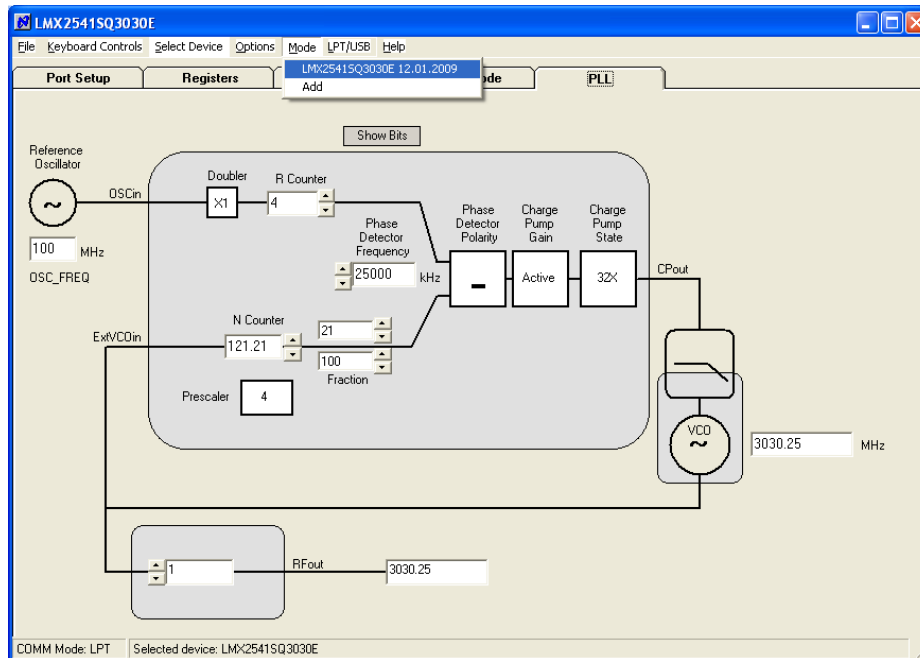 LMX2541SQ3030E
File Keyboard Controls Select Device Options Mode LPT/USB Help
LMX2541SQ3030E 12.01.2009
Add
Port Setup Registers ode PLL
Show Bits
Reference
Oscillator
OSCin
Doubler
R Counter
X1
4
100 MHz
OSC_FREQ
Phase
Detector
Frequency
25000 kHz
Phase
Detector
Polarity
Charge
Pump
Gain
Charge
Pump
State
-
Active
32X
CPout
ExtVCOin
N Counter
121.21
21
100
Fraction
Prescaler
4
VCO
3030.25 MHz
1
RFout
3030.25
COMM Mode: LPT Selected device: LMX2541SQ3030E